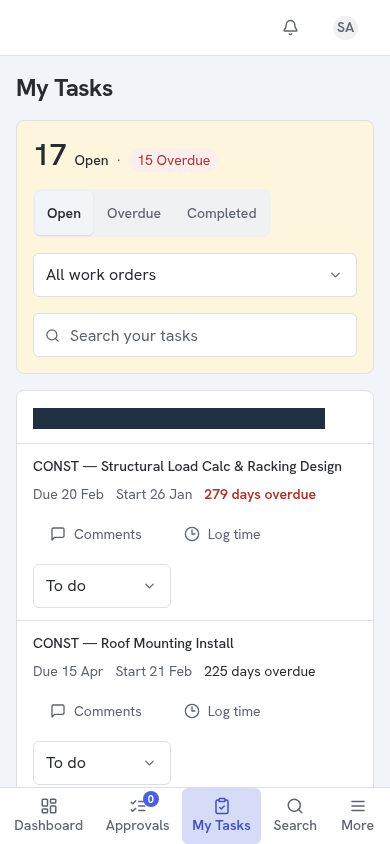 SA
My Tasks
17 Open · 15 Overdue
Open Overdue Completed
All work orders
Search your tasks
CONST — Structural Load Calc & Racking Design
Due 20 Feb Start 26 Jan 279 days overdue
Comments Log time
To do
CONST — Roof Mounting Install
Due 15 Apr Start 21 Feb 225 days overdue
Comments Log time
To do
0
Dashboard Approvals My Tasks Search More